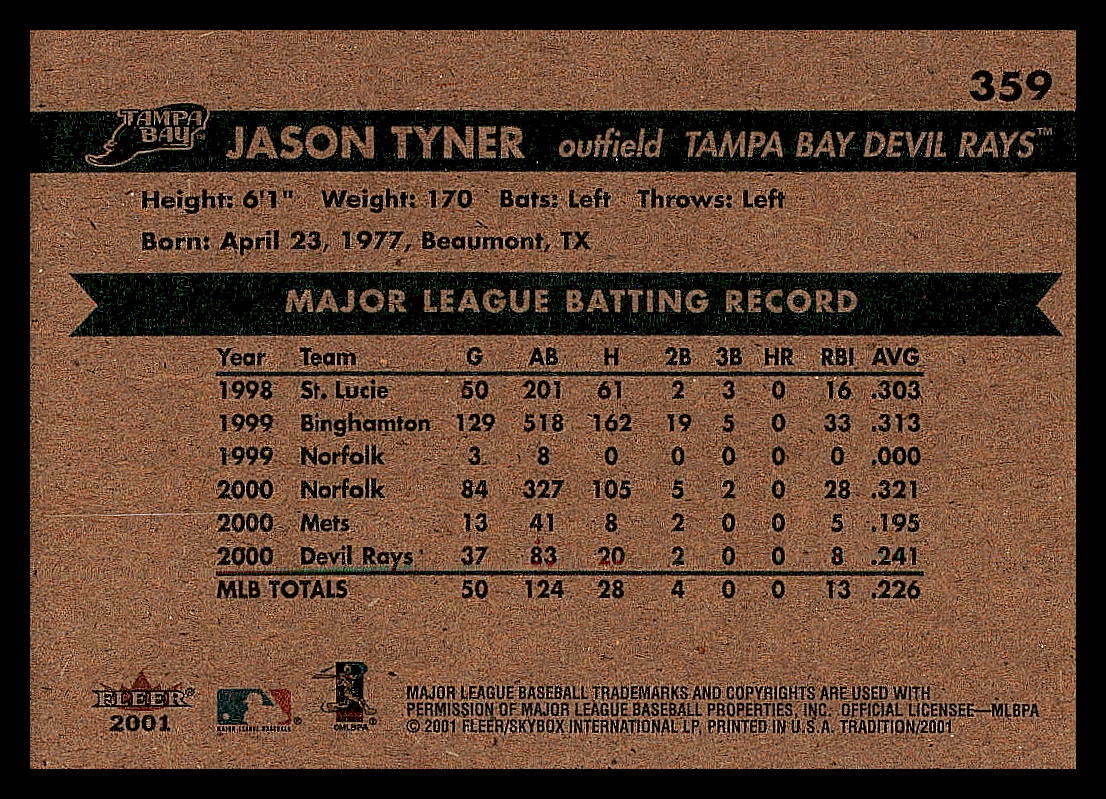 359
TAMPA BAY JASON TYNER outfield TAMPA BAY DEVIL RAYS™
Height: 6'1" Weight: 170 Bats: Left Throws: Left
Born: April 23, 1977, Beaumont, TX
MAJOR LEAGUE BATTING RECORD
Year Team G AB H 2B 3B HR RBI AVG
1998 St. Lucie 50 201 61 2 3 0 16 .303
1999 Binghamton 129 518 162 19 5 0 33 .313
1999 Norfolk 3 8 0 0 0 0 0 .000
2000 Norfolk 84 327 105 5 2 0 28 .321
2000 Mets 13 41 8 2 0 0 5 .195
2000 Devil Rays 37 83 20 2 0 0 8 .241
MLB TOTALS 50 124 28 4 0 0 13 .226
FLEER®
2001
MAJOR LEAGUE BASEBALL ®
©MLBPA ®
MAJOR LEAGUE BASEBALL TRADEMARKS AND COPYRIGHTS ARE USED WITH
PERMISSION OF MAJOR LEAGUE BASEBALL PROPERTIES, INC. OFFICIAL LICENSEE—MLBPA
© 2001 FLEER/SKYBOX INTERNATIONAL LP, PRINTED IN U.S.A. TRADITION/2001